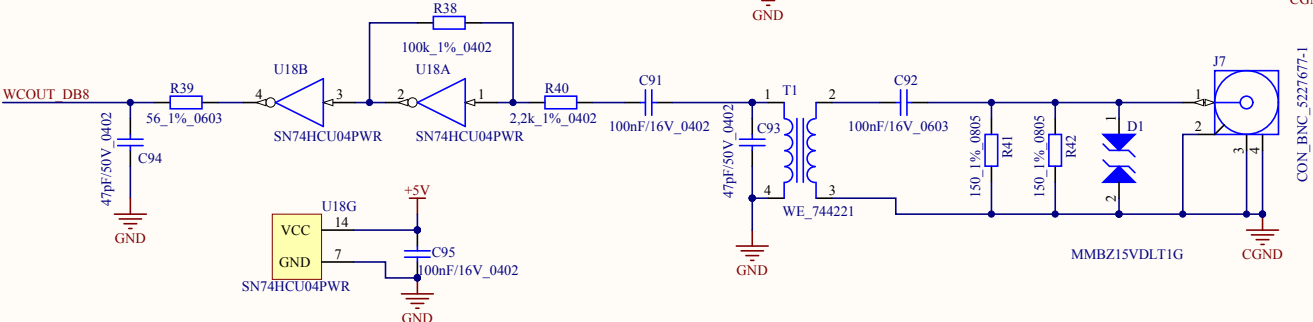 GND
CGN
R38
100k_1%_0402
U18B
U18A
WCOUT_DB8
R39
56_1%_0603
4
3
2
1
SN74HCU04PWR
SN74HCU04PWR
R40
2,2k_1%_0402
C91
100nF/16V_0402
47pF/50V_0402
C94
GND
47pF/50V_0402
C93
1
4
T1
2
3
WE_744221
GND
C92
100nF/16V_0603
150_1%_0805
R41
150_1%_0805
R42
1
D1
2
MMBZ15VDLT1G
J7
1
2
3
4
CON_BNC_5227677-1
CGND
+5V
U18G
VCC
14
GND
7
SN74HCU04PWR
C95
100nF/16V_0402
GND